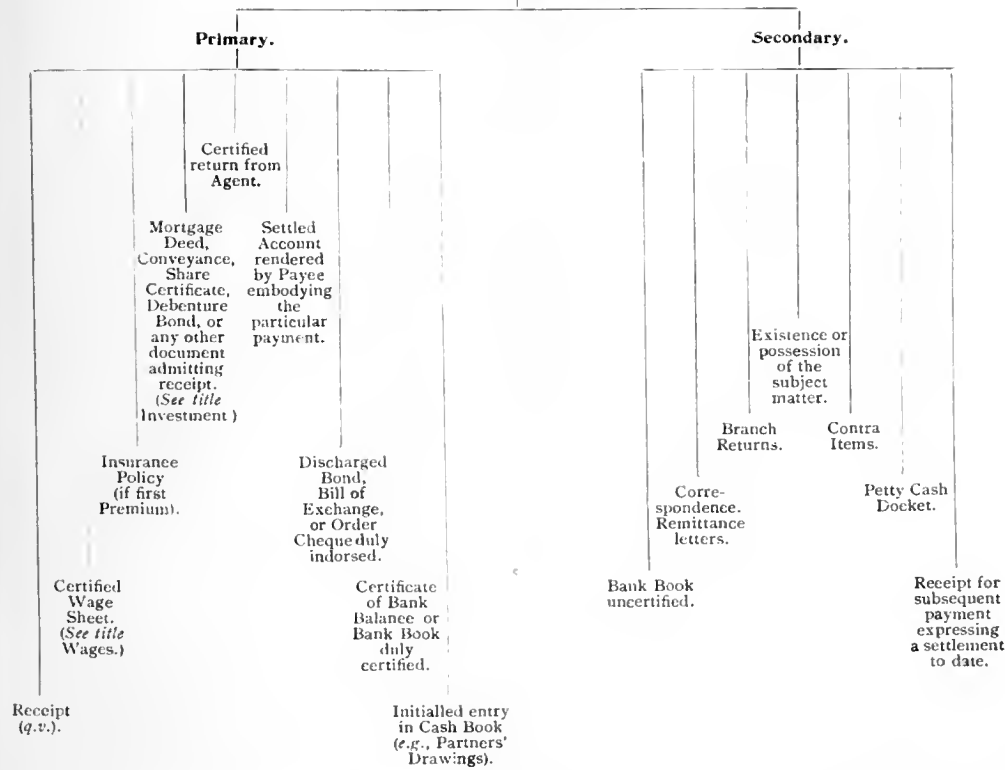 Primary.
Secondary.
Certified
return from
Agent.
Mortgage
Deed,
Conveyance,
Share
Certificate,
Debenture
Bond, or
any other
document
admitting
receipt.
(See title
Investment)
Settled
Account
rendered
by Payee
embodying
the
particular
payment.
Existence or
possession
of the
subject
matter.
Branch
Returns.
Contra
Items.
Insurance
Policy
(if first
Premium).
Discharged
Bond,
Bill of
Exchange,
or Order
Cheque duly
indorsed.
Corre-
spondence.
Remittance
letters.
Petty Cash
Docket.
Certified
Wage
Sheet.
(See title
Wages.)
Certificate
of Bank
Balance or
Bank Book
duly
certified.
Bank Book
uncertified.
Receipt for
subsequent
payment
expressing
a settlement
to date.
Receipt
(q.v.).
Initialled entry
in Cash Book
(e.g., Partners'
Drawings).